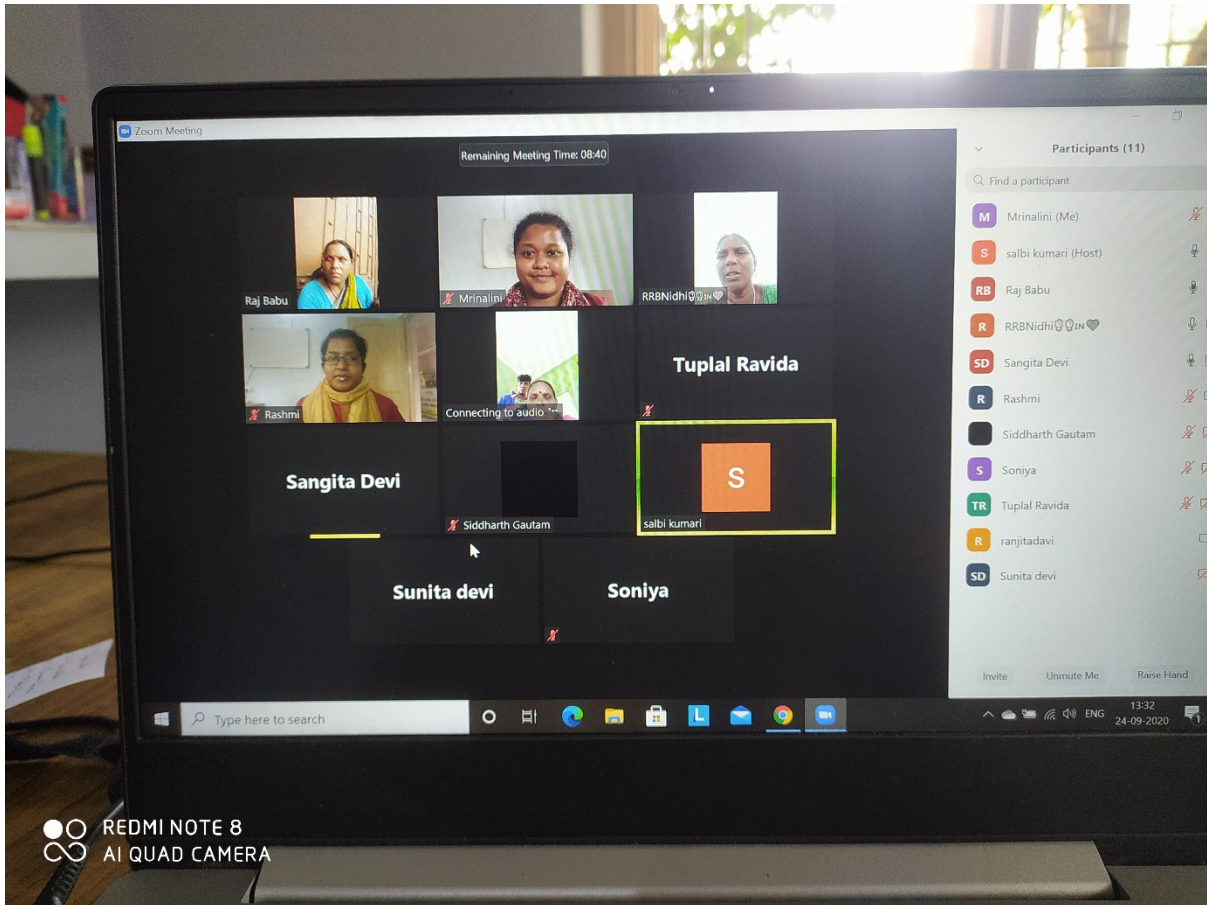 Zoom Meeting
Remaining Meeting Time: 08:40
Raj Babu
Mrinalini
RRBNidhi
Rashmi
Connecting to audio
Tuplal Ravida
Sangita Devi
Siddharth Gautam
S
salbi kumari
Sunita devi
Soniya
Participants (11)
Find a participant
M Mrinalini (Me)
S salbi kumari (Host)
RB Raj Babu
R RRBNidhi
SD Sangita Devi
R Rashmi
Siddharth Gautam
S Soniya
TR Tuplal Ravida
R ranjitadavi
SD Sunita devi
Invite Unmute Me Raise Hand
Type here to search
L
ENG
13:32
24-09-2020
1
REDMI NOTE 8
AI QUAD CAMERA